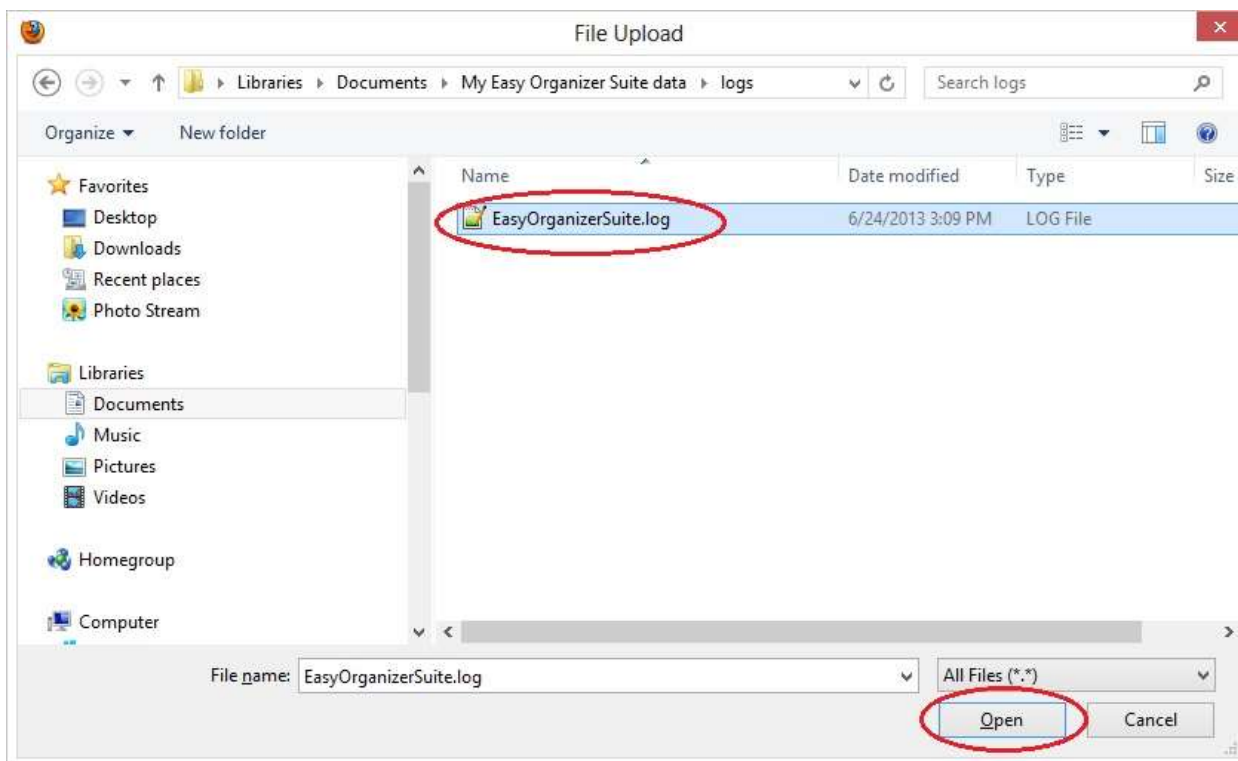 File Upload
Libraries Documents My Easy Organizer Suite data logs Search logs
Organize New folder
Name Date modified Type Size
Favorites
EasyOrganizerSuite.log 6/24/2013 3:09 PM LOG File
Desktop
Downloads
Recent places
Photo Stream
Libraries
Documents
Music
Pictures
Videos
Homegroup
Computer
File name: EasyOrganizerSuite.log All Files (*.*)
Open Cancel